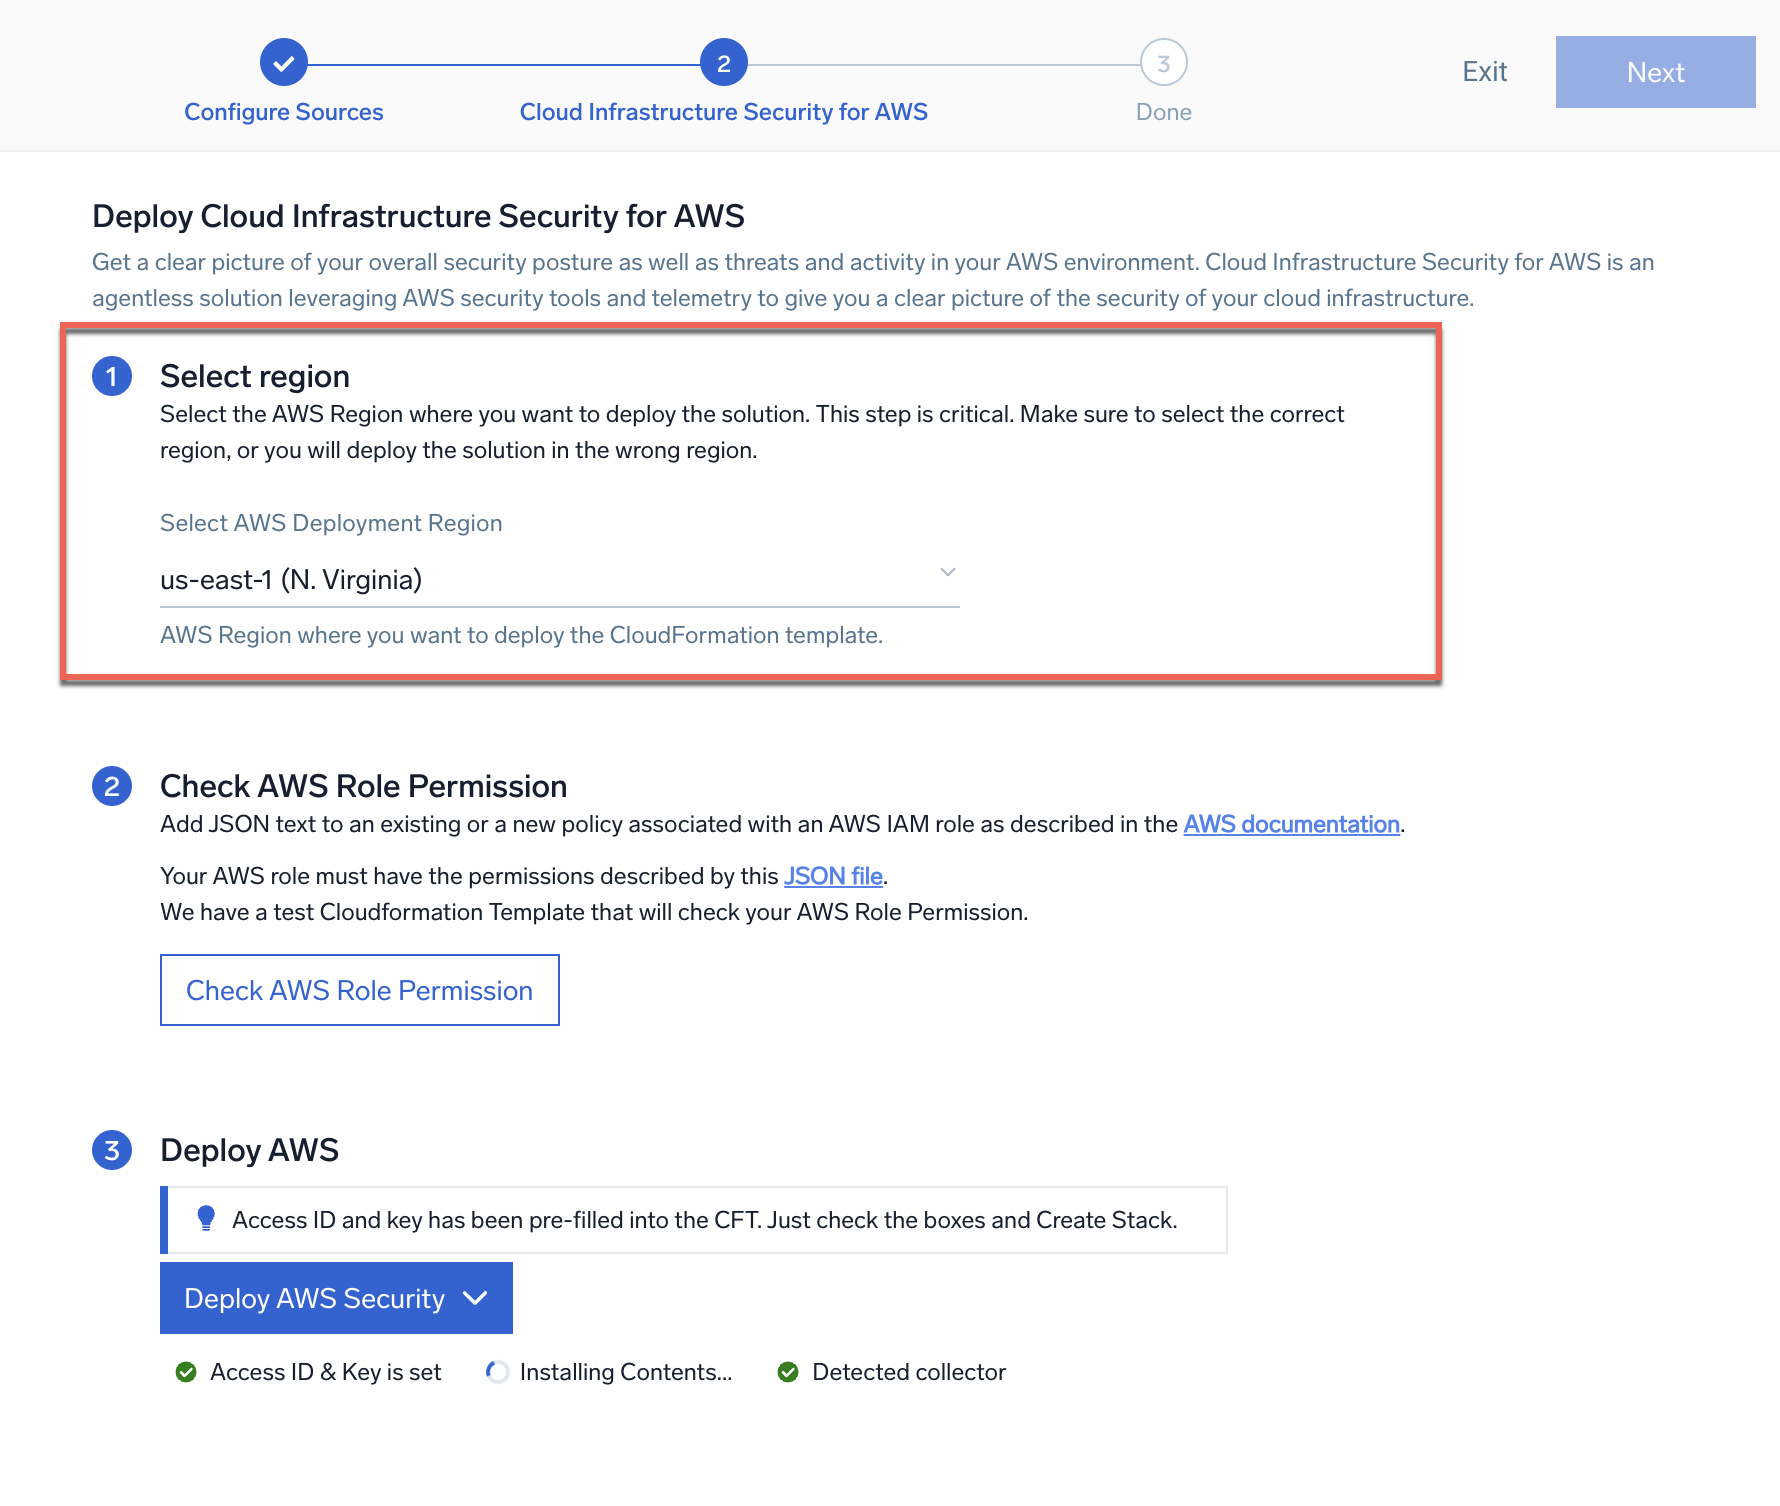 2
3
Exit
Next
Configure Sources
Cloud Infrastructure Security for AWS
Done
Deploy Cloud Infrastructure Security for AWS
Get a clear picture of your overall security posture as well as threats and activity in your AWS environment. Cloud Infrastructure Security for AWS is an
agentless solution leveraging AWS security tools and telemetry to give you a clear picture of the security of your cloud infrastructure.
1 Select region
Select the AWS Region where you want to deploy the solution. This step is critical. Make sure to select the correct
region, or you will deploy the solution in the wrong region.
Select AWS Deployment Region
us-east-1 (N. Virginia)
AWS Region where you want to deploy the CloudFormation template.
2 Check AWS Role Permission
Add JSON text to an existing or a new policy associated with an AWS IAM role as described in the AWS documentation.
Your AWS role must have the permissions described by this JSON file.
We have a test Cloudformation Template that will check your AWS Role Permission.
Check AWS Role Permission
3 Deploy AWS
Access ID and key has been pre-filled into the CFT. Just check the boxes and Create Stack.
Deploy AWS Security
Access ID & Key is set
Installing Contents...
Detected collector